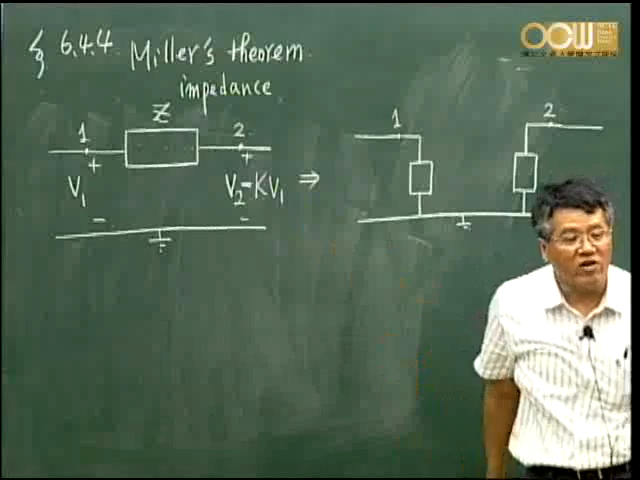 § 6.4.4. Miller's theorem.
impedance
Z
1
2
+
+
V1
V2=KV1 ⇒
-
-
1
2
OCW